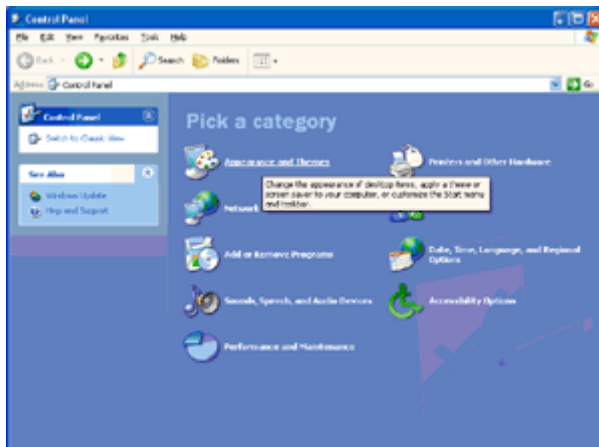 Control Panel
File Edit View Favorites Tools Help
Back Search Folders
Address Control Panel Go
Control Panel
Switch to Classic View
See Also
Windows Update
Help and Support
Pick a category
Appearance and Themes
Printers and Other Hardware
Change the appearance of desktop items, apply a theme or
screen saver to your computer, or customize the Start menu
and taskbar.
Network
Add or Remove Programs
Date, Time, Language, and Regional
Options
Sounds, Speech, and Audio Devices
Accessibility Options
Performance and Maintenance